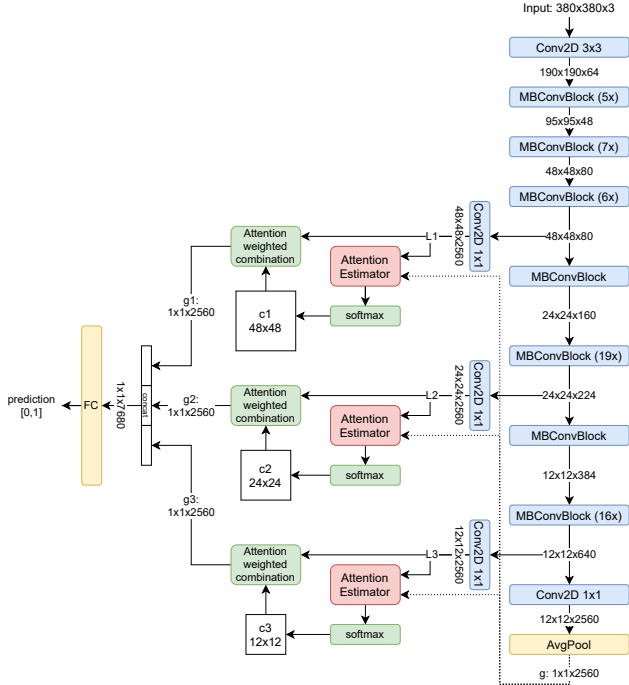 Input: 380x380x3
Conv2D 3x3
190x190x64
MBConvBlock (5x)
95x95x48
MBConvBlock (7x)
48x48x80
MBConvBlock (6x)
48x48x80
Conv2D 1x1
48x48x2560
L1
Attention
weighted
combination
Attention
Estimator
softmax
c1
48x48
g1:
1x1x2560
MBConvBlock
24x24x160
MBConvBlock (19x)
24x24x224
Conv2D 1x1
24x24x2560
L2
Attention
weighted
combination
Attention
Estimator
softmax
c2
24x24
g2:
1x1x2560
concat
1x1x7680
FC
prediction
[0,1]
MBConvBlock
12x12x384
MBConvBlock (16x)
12x12x640
Conv2D 1x1
12x12x2560
L3
Attention
weighted
combination
Attention
Estimator
softmax
c3
12x12
g3:
1x1x2560
Conv2D 1x1
12x12x2560
AvgPool
g: 1x1x2560